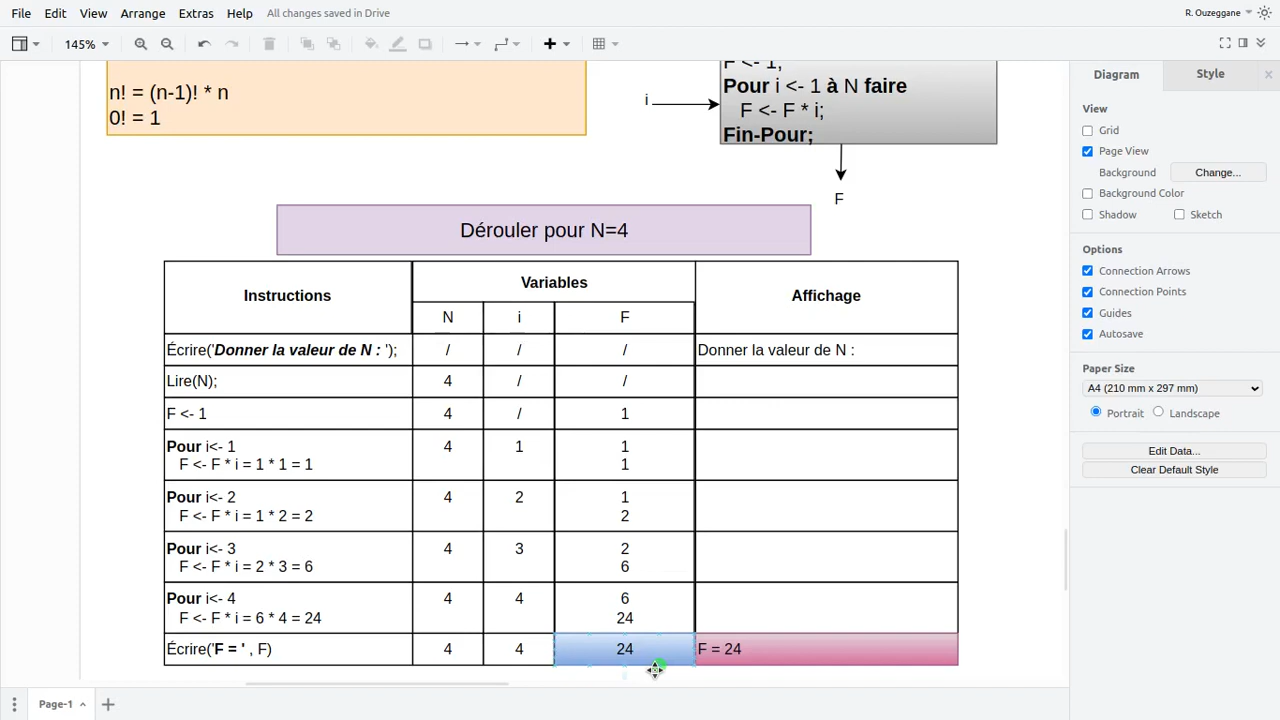 File Edit View Arrange Extras Help All changes saved in Drive R. Ouzeggane
145%
n! = (n-1)! * n
0! = 1
i
F <- 1;
Pour i <- 1 à N faire
F <- F * i;
Fin-Pour;
F
Dérouler pour N=4
Instructions Variables Affichage
N i F
Écrire('Donner la valeur de N : '); / / / Donner la valeur de N :
Lire(N); 4 / /
F <- 1 4 / 1
Pour i<- 1 4 1 1
F <- F * i = 1 * 1 = 1 1
Pour i<- 2 4 2 1
F <- F * i = 1 * 2 = 2 2
Pour i<- 3 4 3 2
F <- F * i = 2 * 3 = 6 6
Pour i<- 4 4 4 6
F <- F * i = 6 * 4 = 24 24
Écrire('F = ' , F) 4 4 24 F = 24
Diagram Style
View
Grid
Page View
Background Change...
Background Color
Shadow Sketch
Options
Connection Arrows
Connection Points
Guides
Autosave
Paper Size
A4 (210 mm x 297 mm)
Portrait Landscape
Edit Data...
Clear Default Style
Page-1